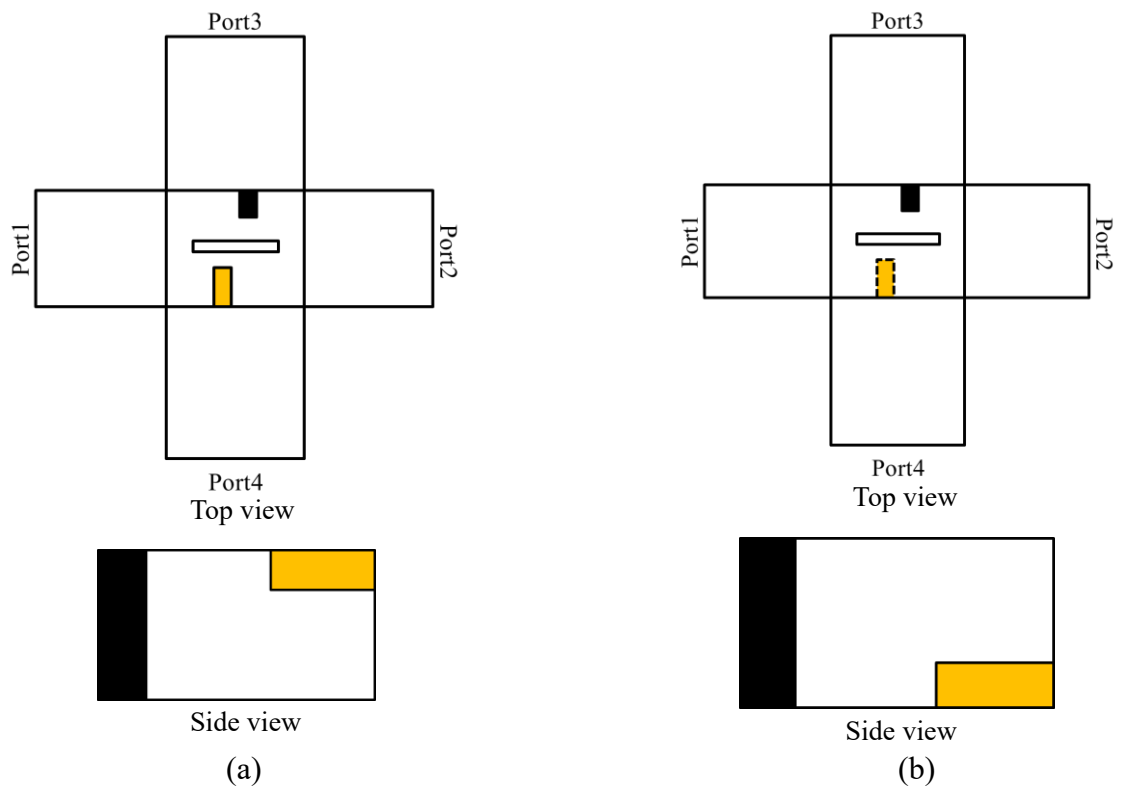 Port3
Port1
Port2
Port4
Top view
Side view
(a)
Port3
Port1
Port2
Port4
Top view
Side view
(b)